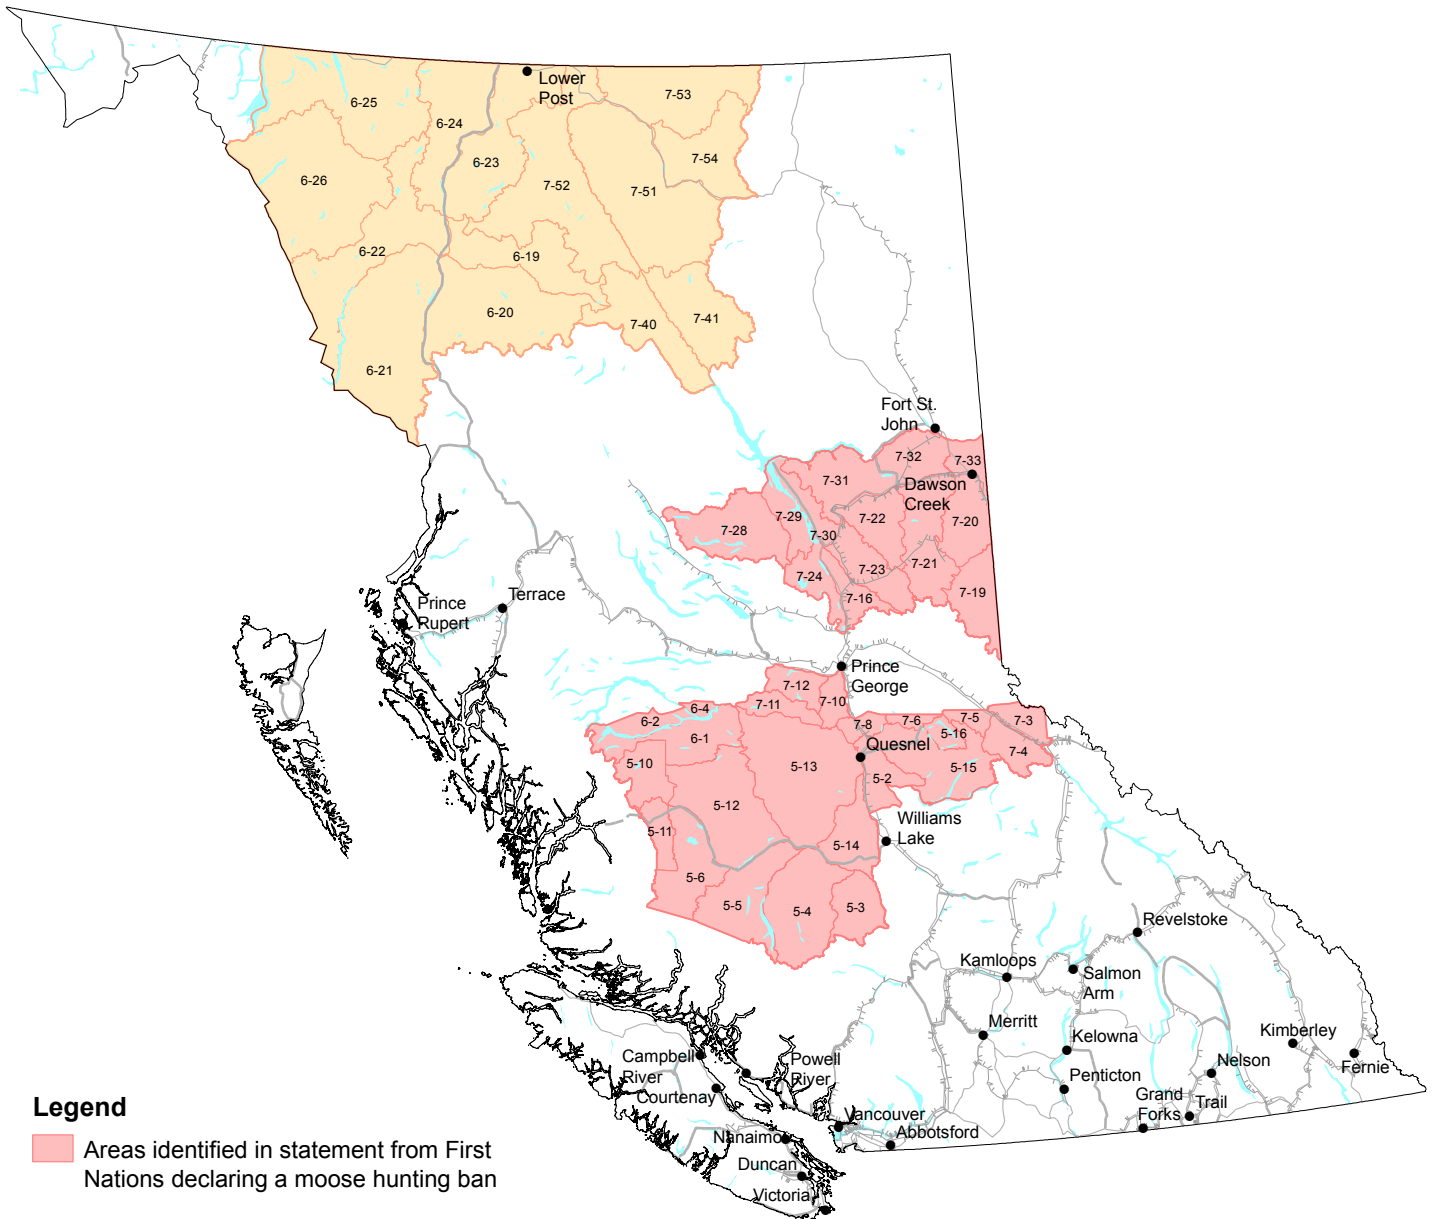 Lower
Post
6-25
7-53
6-24
6-23
7-54
6-26
7-52
7-51
6-22
6-19
6-20
7-40
7-41
6-21
Fort St.
John
7-32
7-33
7-31
Dawson
Creek
7-28
7-29
7-22
7-20
7-30
7-24
7-23
7-21
7-16
7-19
Prince
Rupert
Terrace
Prince
George
7-12
7-11
7-10
6-4
6-2
6-1
7-8
7-6
7-5
7-3
5-16
7-4
Quesnel
5-10
5-13
5-2
5-15
5-12
5-11
Williams
Lake
5-14
5-6
5-5
5-4
5-3
Revelstoke
Kamloops
Salmon
Arm
Merritt
Kelowna
Kimberley
Fernie
Campbell
River
Courtenay
Powell
River
Penticton
Nelson
Grand
Forks
Trail
Vancouver
Abbotsford
Nanaimo
Duncan
Victoria
Legend
Areas identified in statement from First
Nations declaring a moose hunting ban